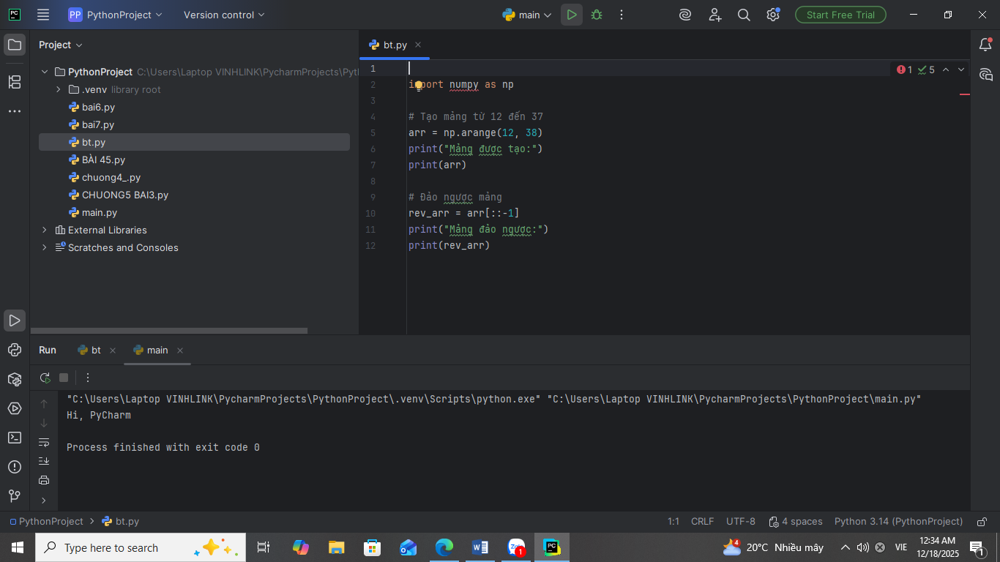 PP PythonProject Version control main Start Free Trial
Project
bt.py
PythonProject C:\Users\Laptop VINHLINK\PycharmProjects\Pyt
.venv library root
bai6.py
bai7.py
bt.py
BÀI 45.py
chuong4_.py
CHUONG5 BAI3.py
main.py
External Libraries
Scratches and Consoles
1 5
1
2 import numpy as np
3
4 # Tạo mảng từ 12 đến 37
5 arr = np.arange(12, 38)
6 print("Mảng được tạo:")
7 print(arr)
8
9 # Đảo ngược mảng
10 rev_arr = arr[::-1]
11 print("Mảng đảo ngược:")
12 print(rev_arr)
Run bt main
"C:\Users\Laptop VINHLINK\PycharmProjects\PythonProject\.venv\Scripts\python.exe" "C:\Users\Laptop VINHLINK\PycharmProjects\PythonProject\main.py"
Hi, PyCharm
Process finished with exit code 0
PythonProject bt.py 1:1 CRLF UTF-8 4 spaces Python 3.14 (PythonProject)
Type here to search 1 4 20°C Nhiều mây VIE 12:34 AM 1
12/18/2025